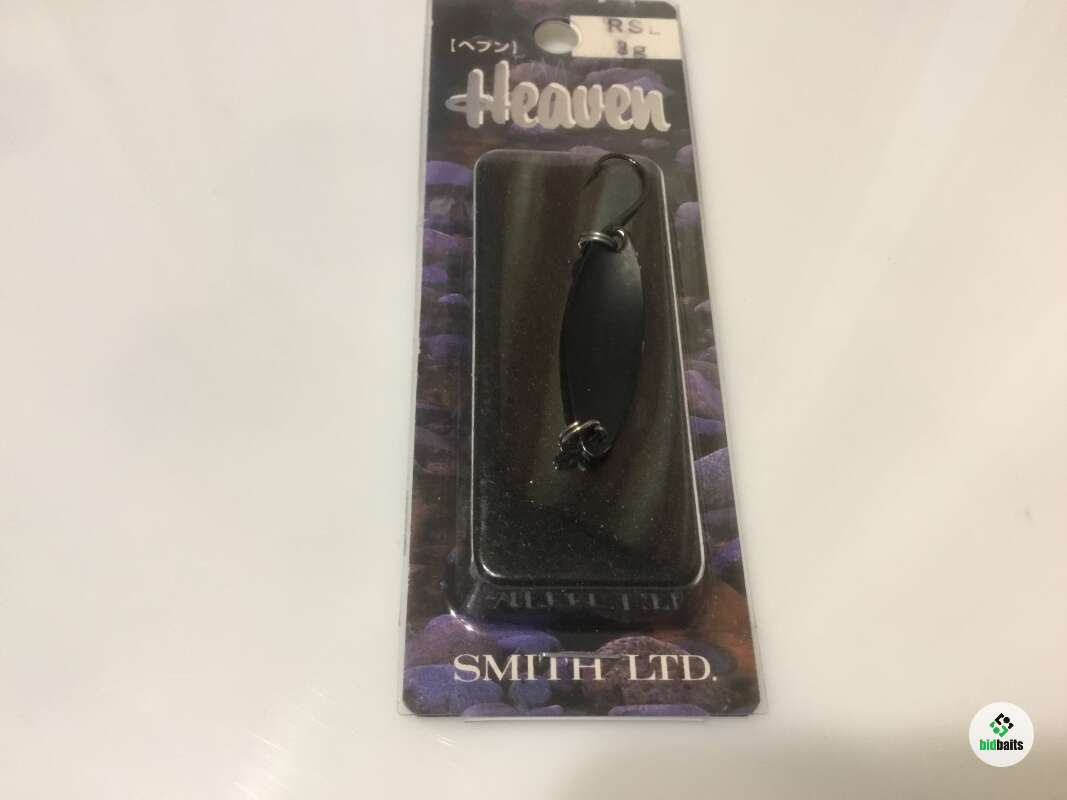 RSL
3g
【ヘブン】
Heaven
SMITH LTD.
bidbaits